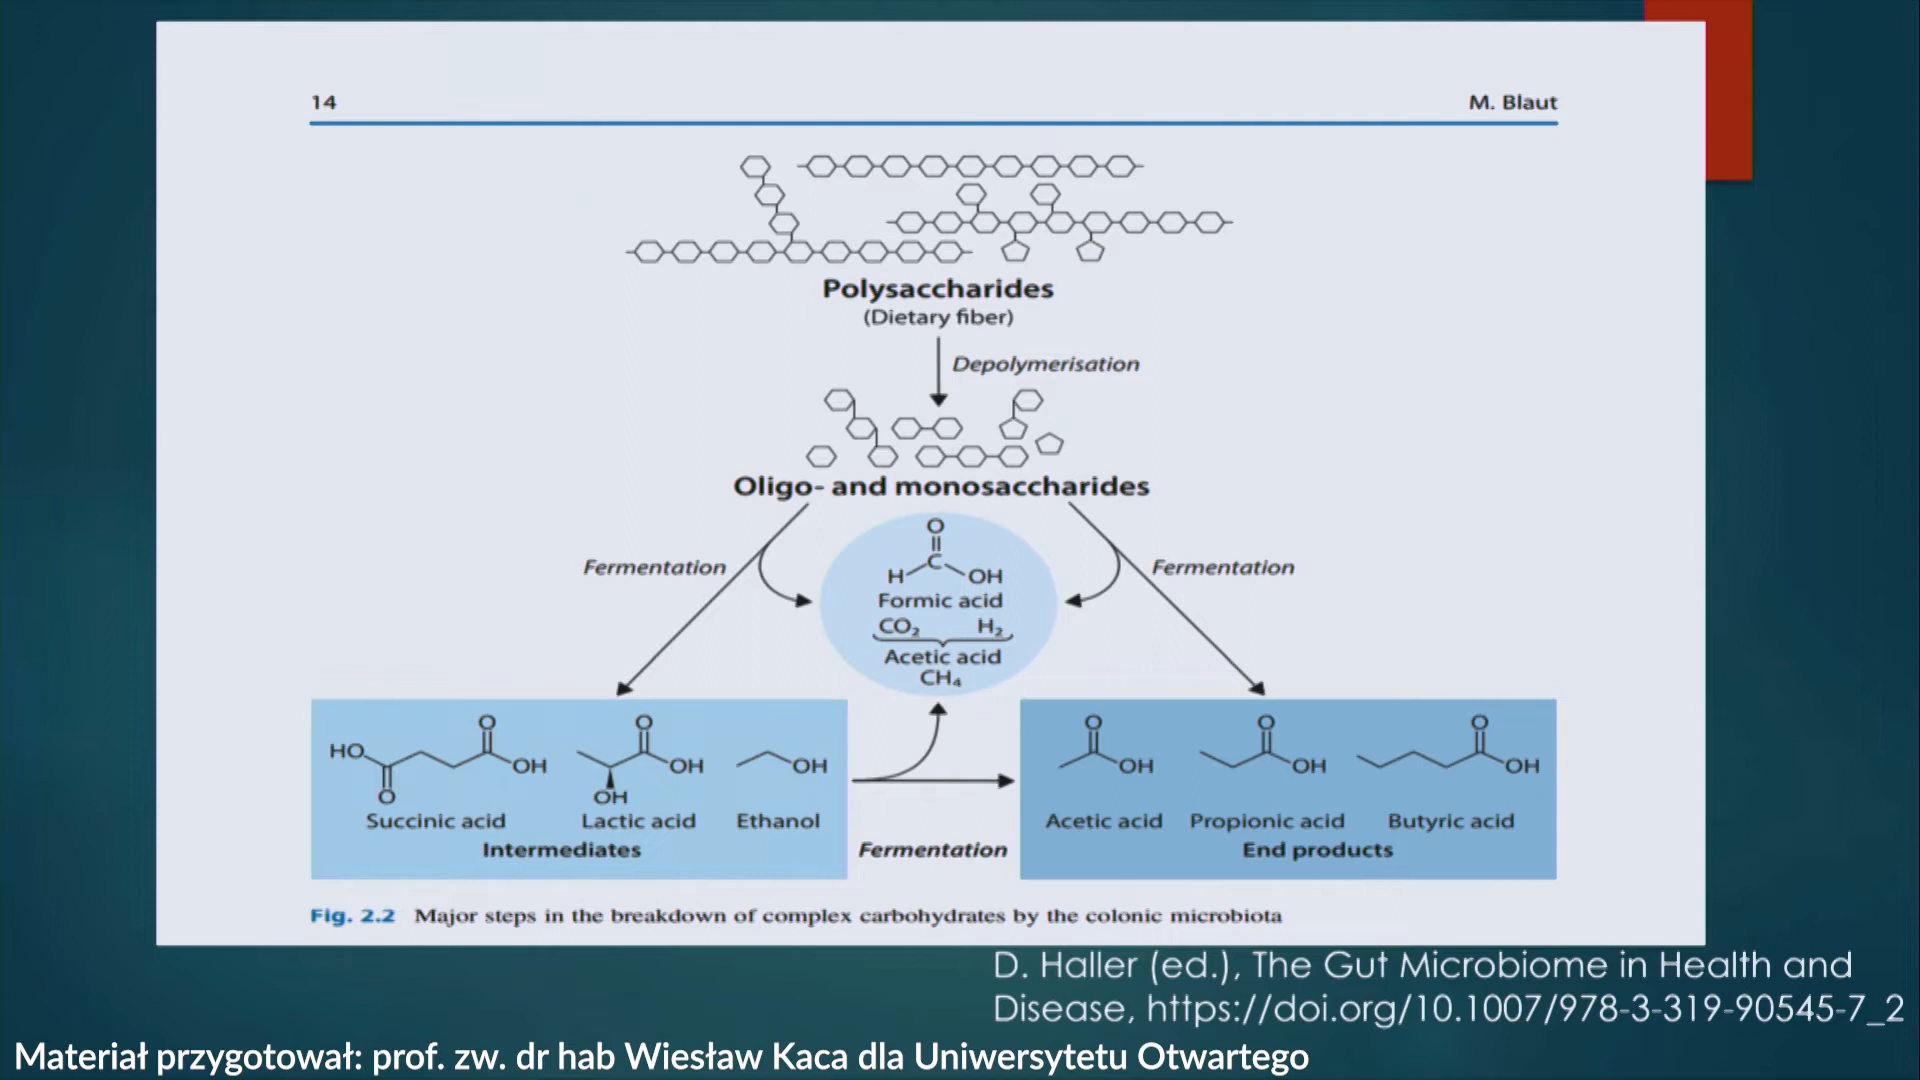 14
M. Blaut
Polysaccharides
(Dietary fiber)
Depolymerisation
Oligo- and monosaccharides
Fermentation
Fermentation
O
H C OH
Formic acid
CO₂ H₂
Acetic acid
CH₄
HO O OH O
Succinic acid
O OH OH
Lactic acid
OH
Ethanol
Intermediates
Fermentation
O OH
Acetic acid
O OH
Propionic acid
O OH
Butyric acid
End products
Fig. 2.2 Major steps in the breakdown of complex carbohydrates by the colonic microbiota
D. Haller (ed.), The Gut Microbiome in Health and
Disease, https://doi.org/10.1007/978-3-319-90545-7_2
Materiał przygotował: prof. zw. dr hab Wiesław Kaca dla Uniwersytetu Otwartego